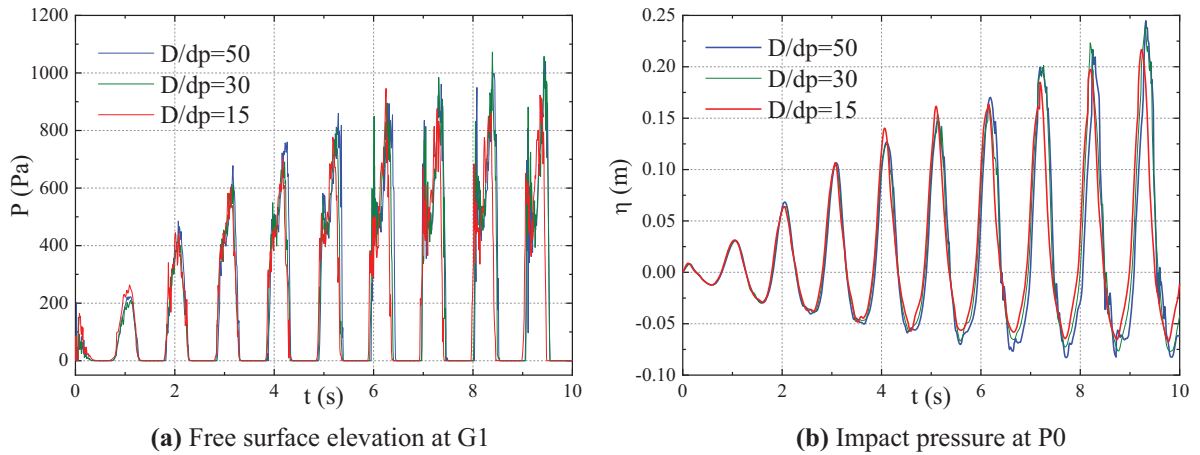 1200
1000
800
600
400
200
0
P (Pa)
D/dp=50
D/dp=30
D/dp=15
0 2 4 6 8 10
t (s)
(a) Free surface elevation at G1
0.25
0.20
0.15
0.10
0.05
0.00
-0.05
-0.10
η (m)
D/dp=50
D/dp=30
D/dp=15
0 2 4 6 8 10
t (s)
(b) Impact pressure at P0